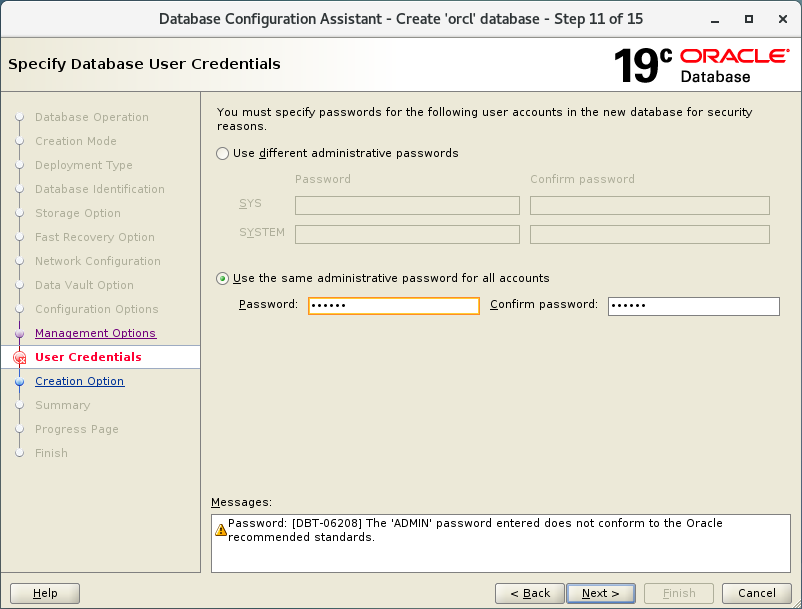 Database Configuration Assistant - Create 'orcl' database - Step 11 of 15
Specify Database User Credentials
19c ORACLE
Database
Database Operation
Creation Mode
Deployment Type
Database Identification
Storage Option
Fast Recovery Option
Network Configuration
Data Vault Option
Configuration Options
Management Options
User Credentials
Creation Option
Summary
Progress Page
Finish
You must specify passwords for the following user accounts in the new database for security
reasons.
Use different administrative passwords
Password Confirm password
SYS
SYSTEM
Use the same administrative password for all accounts
Password: •••••• Confirm password: ••••••
Messages:
Password: [DBT-06208] The 'ADMIN' password entered does not conform to the Oracle
recommended standards.
Help < Back Next > Finish Cancel